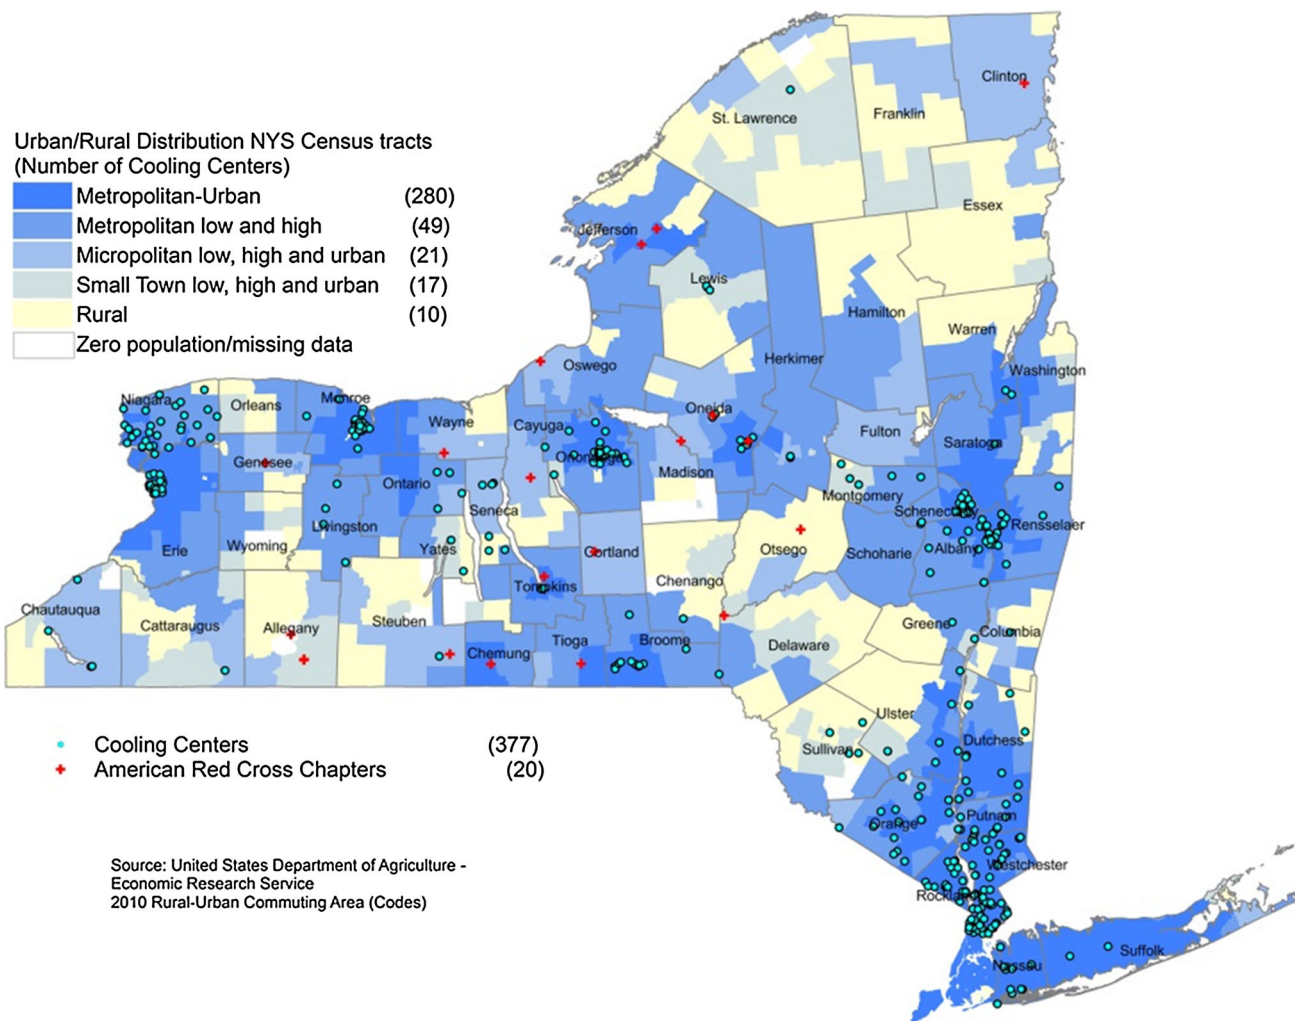 Urban/Rural Distribution NYS Census tracts
(Number of Cooling Centers)
Metropolitan-Urban (280)
Metropolitan low and high (49)
Micropolitan low, high and urban (21)
Small Town low, high and urban (17)
Rural (10)
Zero population/missing data
Clinton
St. Lawrence
Franklin
Essex
Jefferson
Lewis
Hamilton
Warren
Herkimer
Oswego
Washington
Niagara
Orleans
Monroe
Wayne
Cayuga
Oneida
Fulton
Saratoga
Genesee
Ontario
Onondaga
Madison
Montgomery
Seneca
Schenectady
Livingston
Rensselaer
Erie
Wyoming
Yates
Cortland
Otsego
Schoharie
Albany
Tompkins
Chenango
Chautauqua
Cattaraugus
Allegany
Steuben
Greene
Columbia
Chemung
Tioga
Broome
Delaware
Ulster
Sullivan
Dutchess
Orange
Putnam
Westchester
Rockland
Nassau
Suffolk
Cooling Centers (377)
American Red Cross Chapters (20)
Source: United States Department of Agriculture -
Economic Research Service
2010 Rural-Urban Commuting Area (Codes)